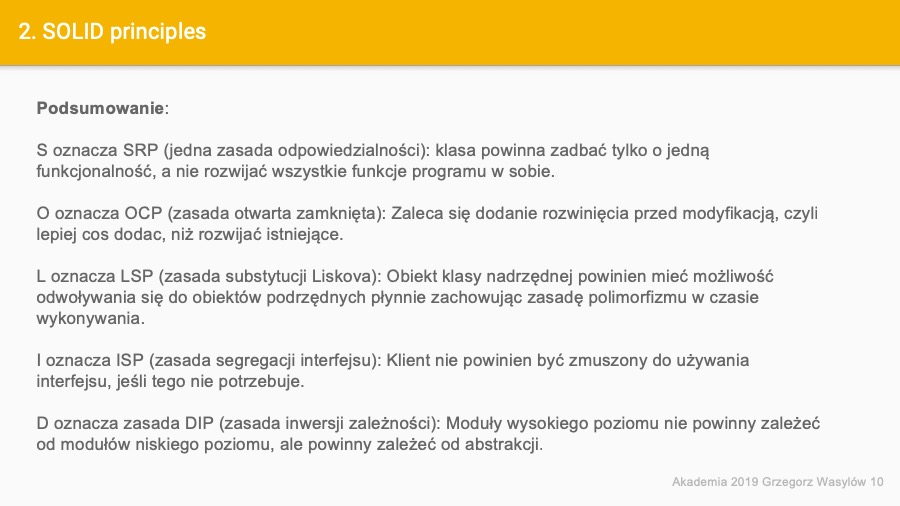 2. SOLID principles
Podsumowanie:
S oznacza SRP (jedna zasada odpowiedzialności): klasa powinna zadbać tylko o jedną
funkcjonalność, a nie rozwijać wszystkie funkcje programu w sobie.
O oznacza OCP (zasada otwarta zamknięta): Zaleca się dodanie rozwinięcia przed modyfikacją, czyli
lepiej cos dodac, niż rozwijać istniejące.
L oznacza LSP (zasada substytucji Liskova): Obiekt klasy nadrzędnej powinien mieć możliwość
odwoływania się do obiektów podrzędnych płynnie zachowując zasadę polimorfizmu w czasie
wykonywania.
I oznacza ISP (zasada segregacji interfejsu): Klient nie powinien być zmuszony do używania
interfejsu, jeśli tego nie potrzebuje.
D oznacza zasada DIP (zasada inwersji zależności): Moduły wysokiego poziomu nie powinny zależeć
od modułów niskiego poziomu, ale powinny zależeć od abstrakcji.
Akademia 2019 Grzegorz Wasylów 10